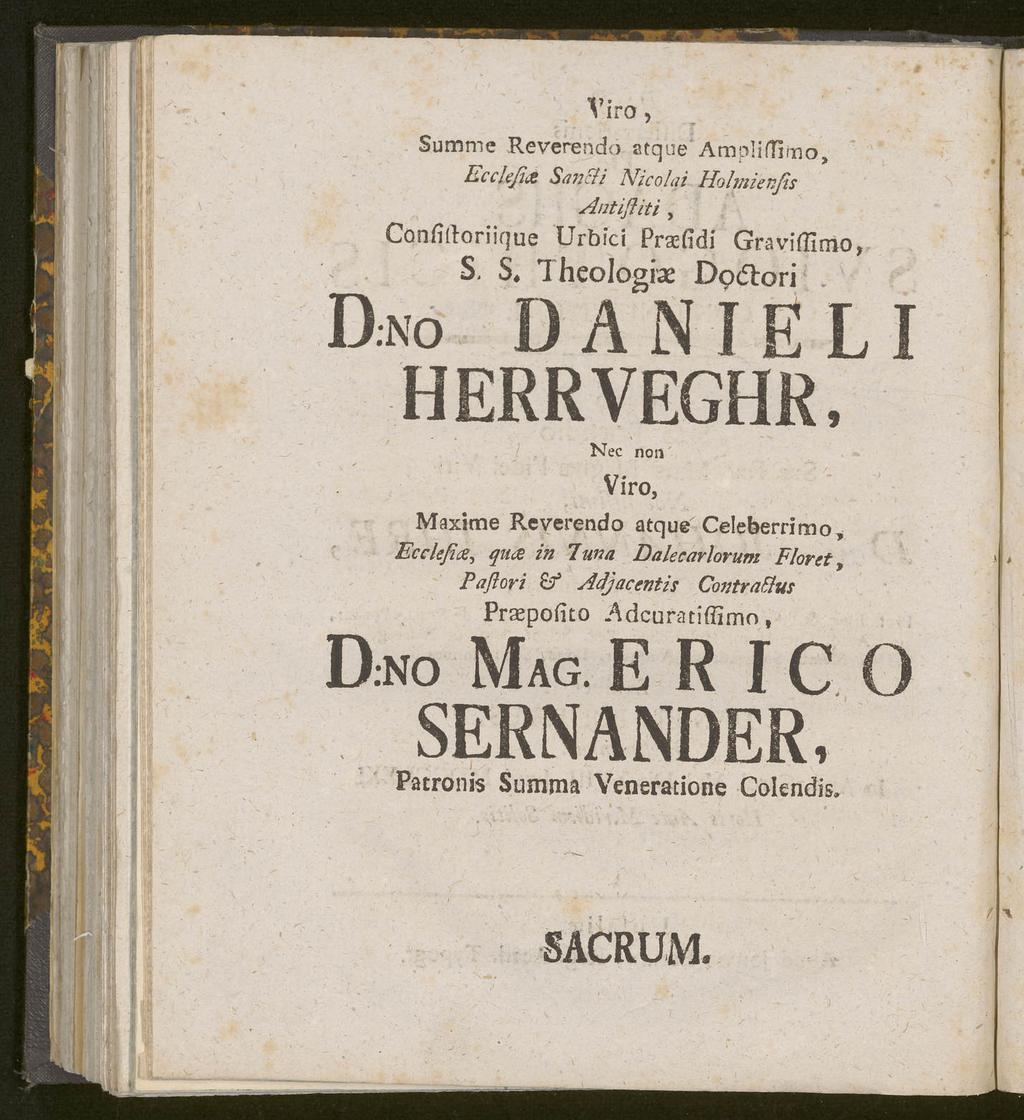 Viro,
Summe Reverendo atque Ampliſſimo,
Eccleſiæ Sancti Nicolai Holmienſis
Antiſtiti,
Conſiſtoriique Urbici Præſidi Graviſſimo,
S. S. Theologiæ Doctori
D:NO DANIELI
HERRVEGHR,
Nec non
Viro,
Maxime Reverendo atque Celeberrimo,
Eccleſiæ, quæ in Tuna Dalecarlorum Floret,
Paſtori & Adjacentis Contractus
Præpoſito Adcuratiſſimo,
D:NO MAG. ERICO
SERNANDER,
Patronis Summa Veneratione Colendis.
SACRUM.